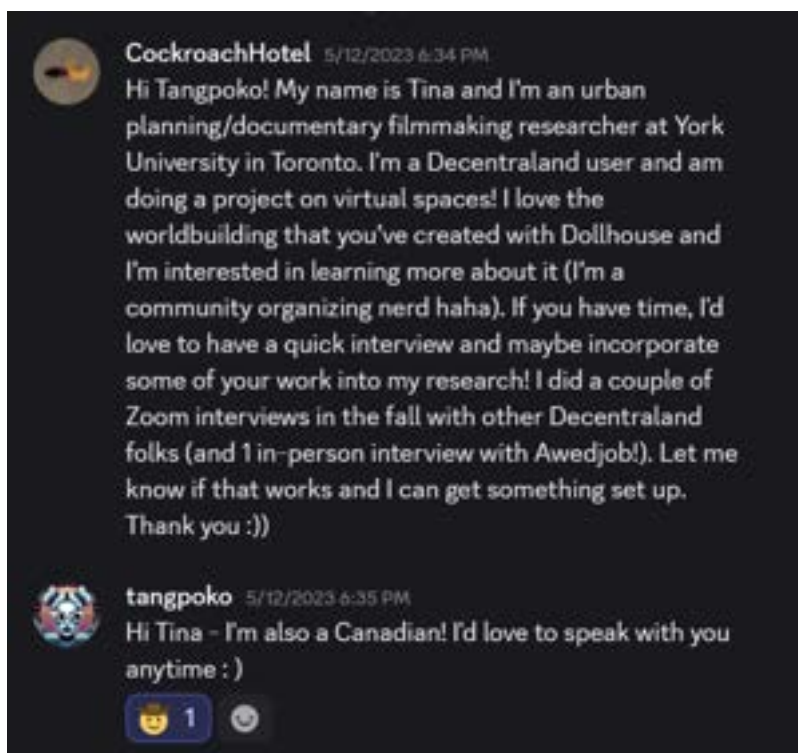 CockroachHotel 5/12/2023 6:34 PM
Hi Tangpoko! My name is Tina and I'm an urban
planning/documentary filmmaking researcher at York
University in Toronto. I'm a Decentraland user and am
doing a project on virtual spaces! I love the
worldbuilding that you've created with Dollhouse and
I'm interested in learning more about it (I'm a
community organizing nerd haha). If you have time, I'd
love to have a quick interview and maybe incorporate
some of your work into my research! I did a couple of
Zoom interviews in the fall with other Decentraland
folks (and 1 in-person interview with Awedjob!). Let me
know if that works and I can get something set up.
Thank you :))
tangpoko 5/12/2023 6:35 PM
Hi Tina - I'm also a Canadian! I'd love to speak with you
anytime : )
1